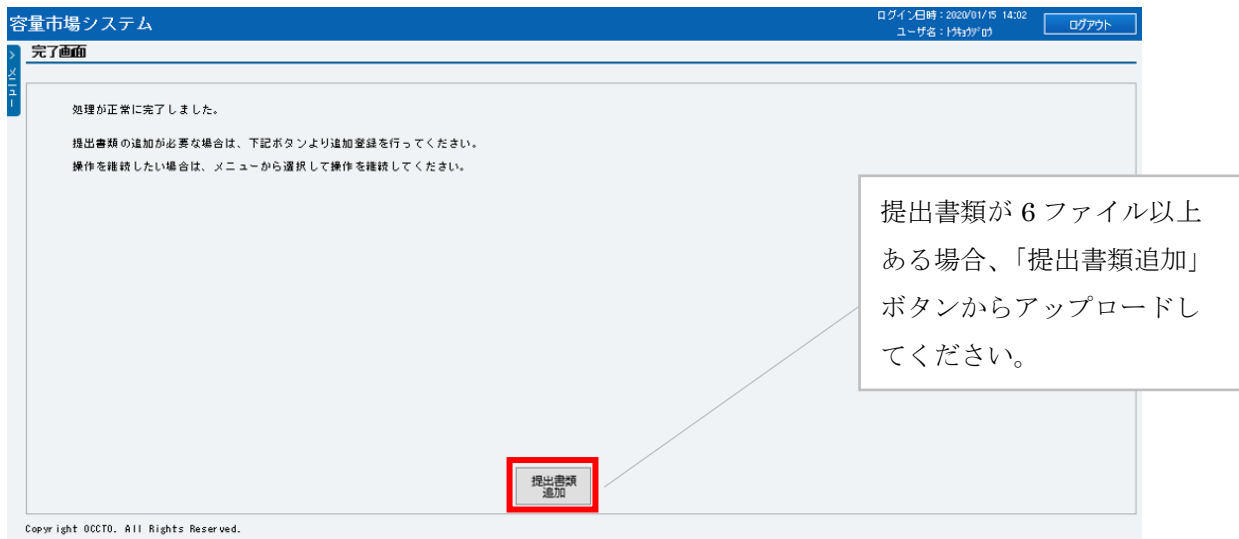 容量市場システム
ログイン日時：2020/01/15 14:02
ユーザ名：ﾄｳｷｮｳｼﾞﾛｳ
ログアウト
> メニュー
完了画面
処理が正常に完了しました。
提出書類の追加が必要な場合は、下記ボタンより追加登録を行ってください。
操作を継続したい場合は、メニューから選択して操作を継続してください。
提出書類が 6 ファイル以上
ある場合、「提出書類追加」
ボタンからアップロードし
てください。
提出書類
追加
Copyright OCCTO. All Rights Reserved.